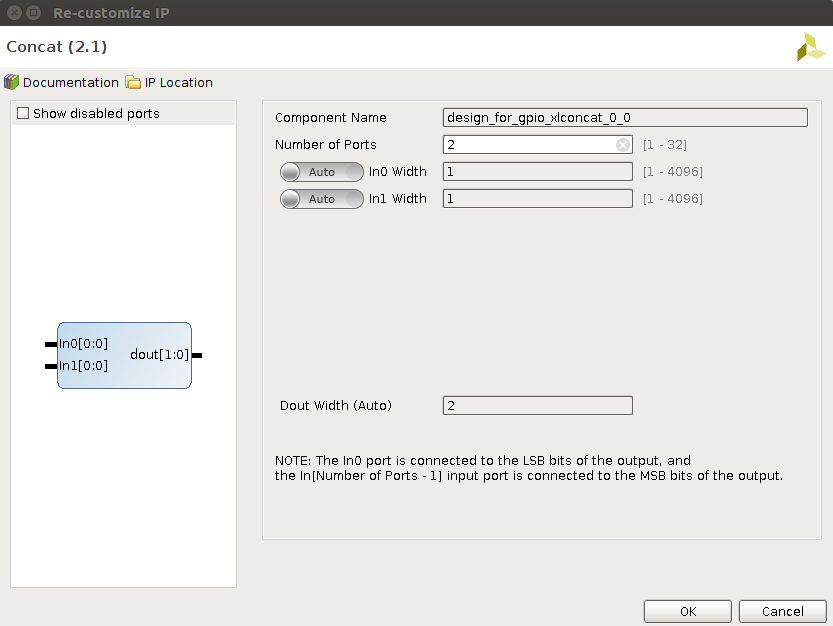 Re-customize IP
Concat (2.1)
Documentation IP Location
Show disabled ports
In0[0:0]
In1[0:0]
dout[1:0]
Component Name design_for_gpio_xlconcat_0_0
Number of Ports 2 [1 - 32]
Auto In0 Width 1 [1 - 4096]
Auto In1 Width 1 [1 - 4096]
Dout Width (Auto) 2
NOTE: The In0 port is connected to the LSB bits of the output, and
the In[Number of Ports - 1] input port is connected to the MSB bits of the output.
OK Cancel